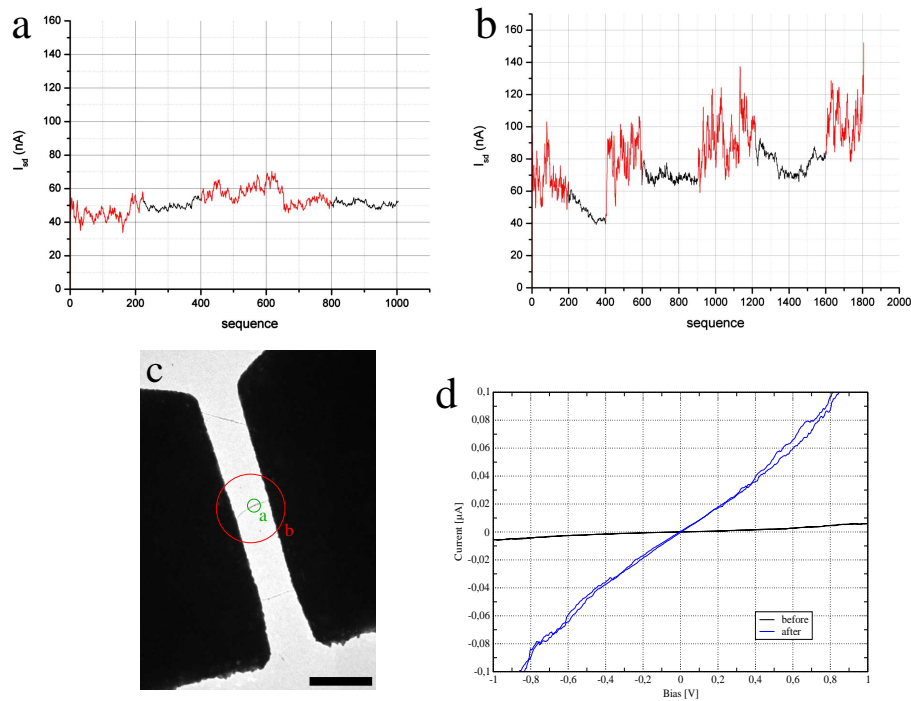 a
160
140
120
100
80
60
40
20
0
I_sd (nA)
0 200 400 600 800 1000
sequence
b
160
140
120
100
80
60
40
20
0
I_sd (nA)
0 200 400 600 800 1000 1200 1400 1600 1800 2000
sequence
c
a
b
d
0,1
0,08
0,06
0,04
0,02
0
-0,02
-0,04
-0,06
-0,08
-0,1
Current [µA]
before
after
-1 -0,8 -0,6 -0,4 -0,2 0 0,2 0,4 0,6 0,8 1
Bias [V]